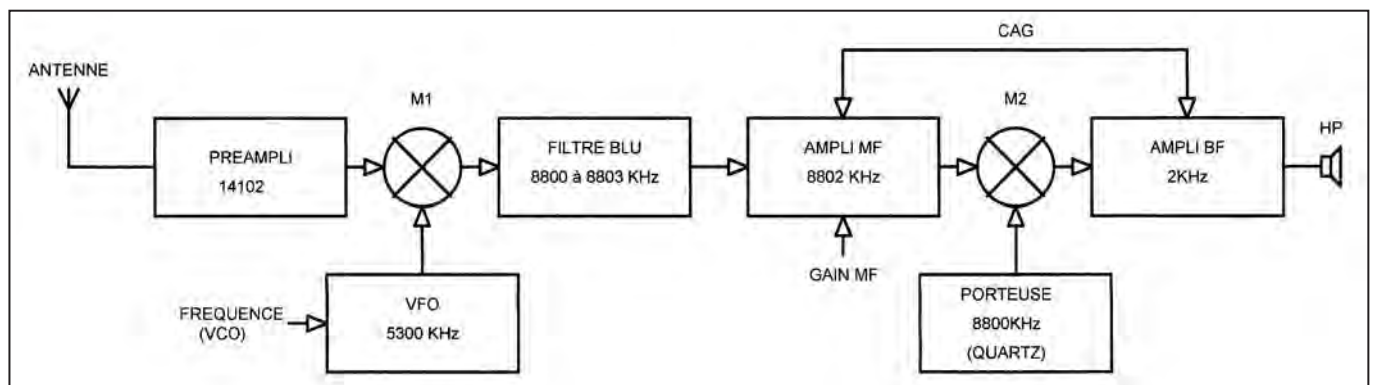 CAG
ANTENNE
M1
M2
HP
PREAMPLI
14102
FILTRE BLU
8800 à 8803 KHz
AMPLI MF
8802 KHz
AMPLI BF
2KHz
FREQUENCE
(VCO)
VFO
5300 KHz
GAIN MF
PORTEUSE
8800KHz
(QUARTZ)